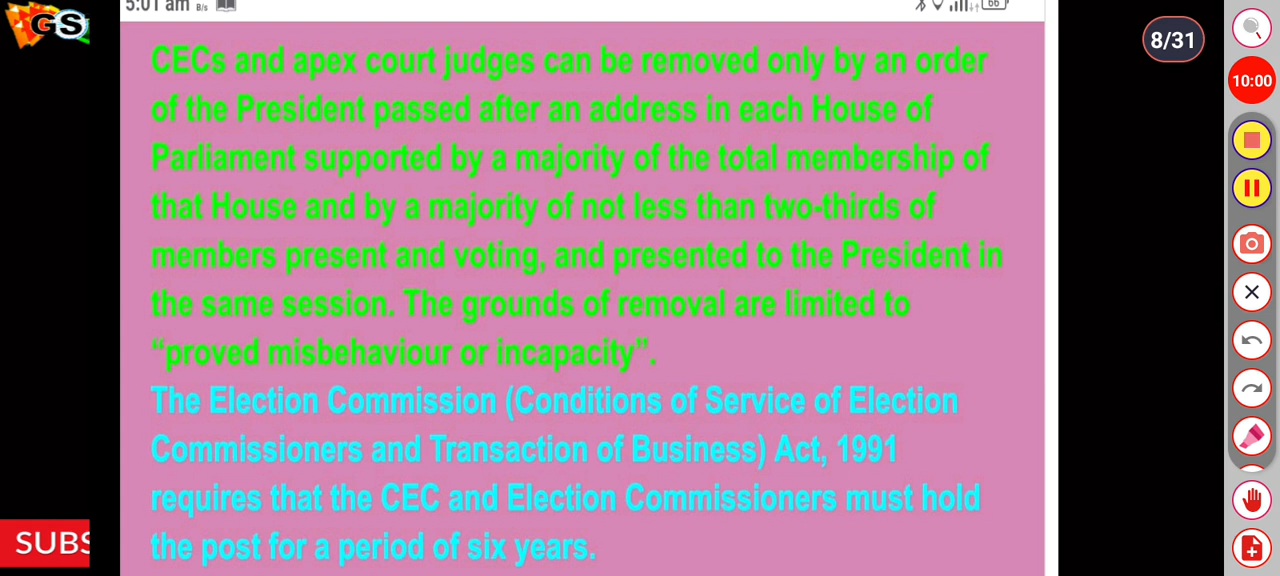 GS
5:01 am B/s
66
8/31
10:00
CECs and apex court judges can be removed only by an order
of the President passed after an address in each House of
Parliament supported by a majority of the total membership of
that House and by a majority of not less than two-thirds of
members present and voting, and presented to the President in
the same session. The grounds of removal are limited to
“proved misbehaviour or incapacity”.
The Election Commission (Conditions of Service of Election
Commissioners and Transaction of Business) Act, 1991
requires that the CEC and Election Commissioners must hold
the post for a period of six years.
SUBS